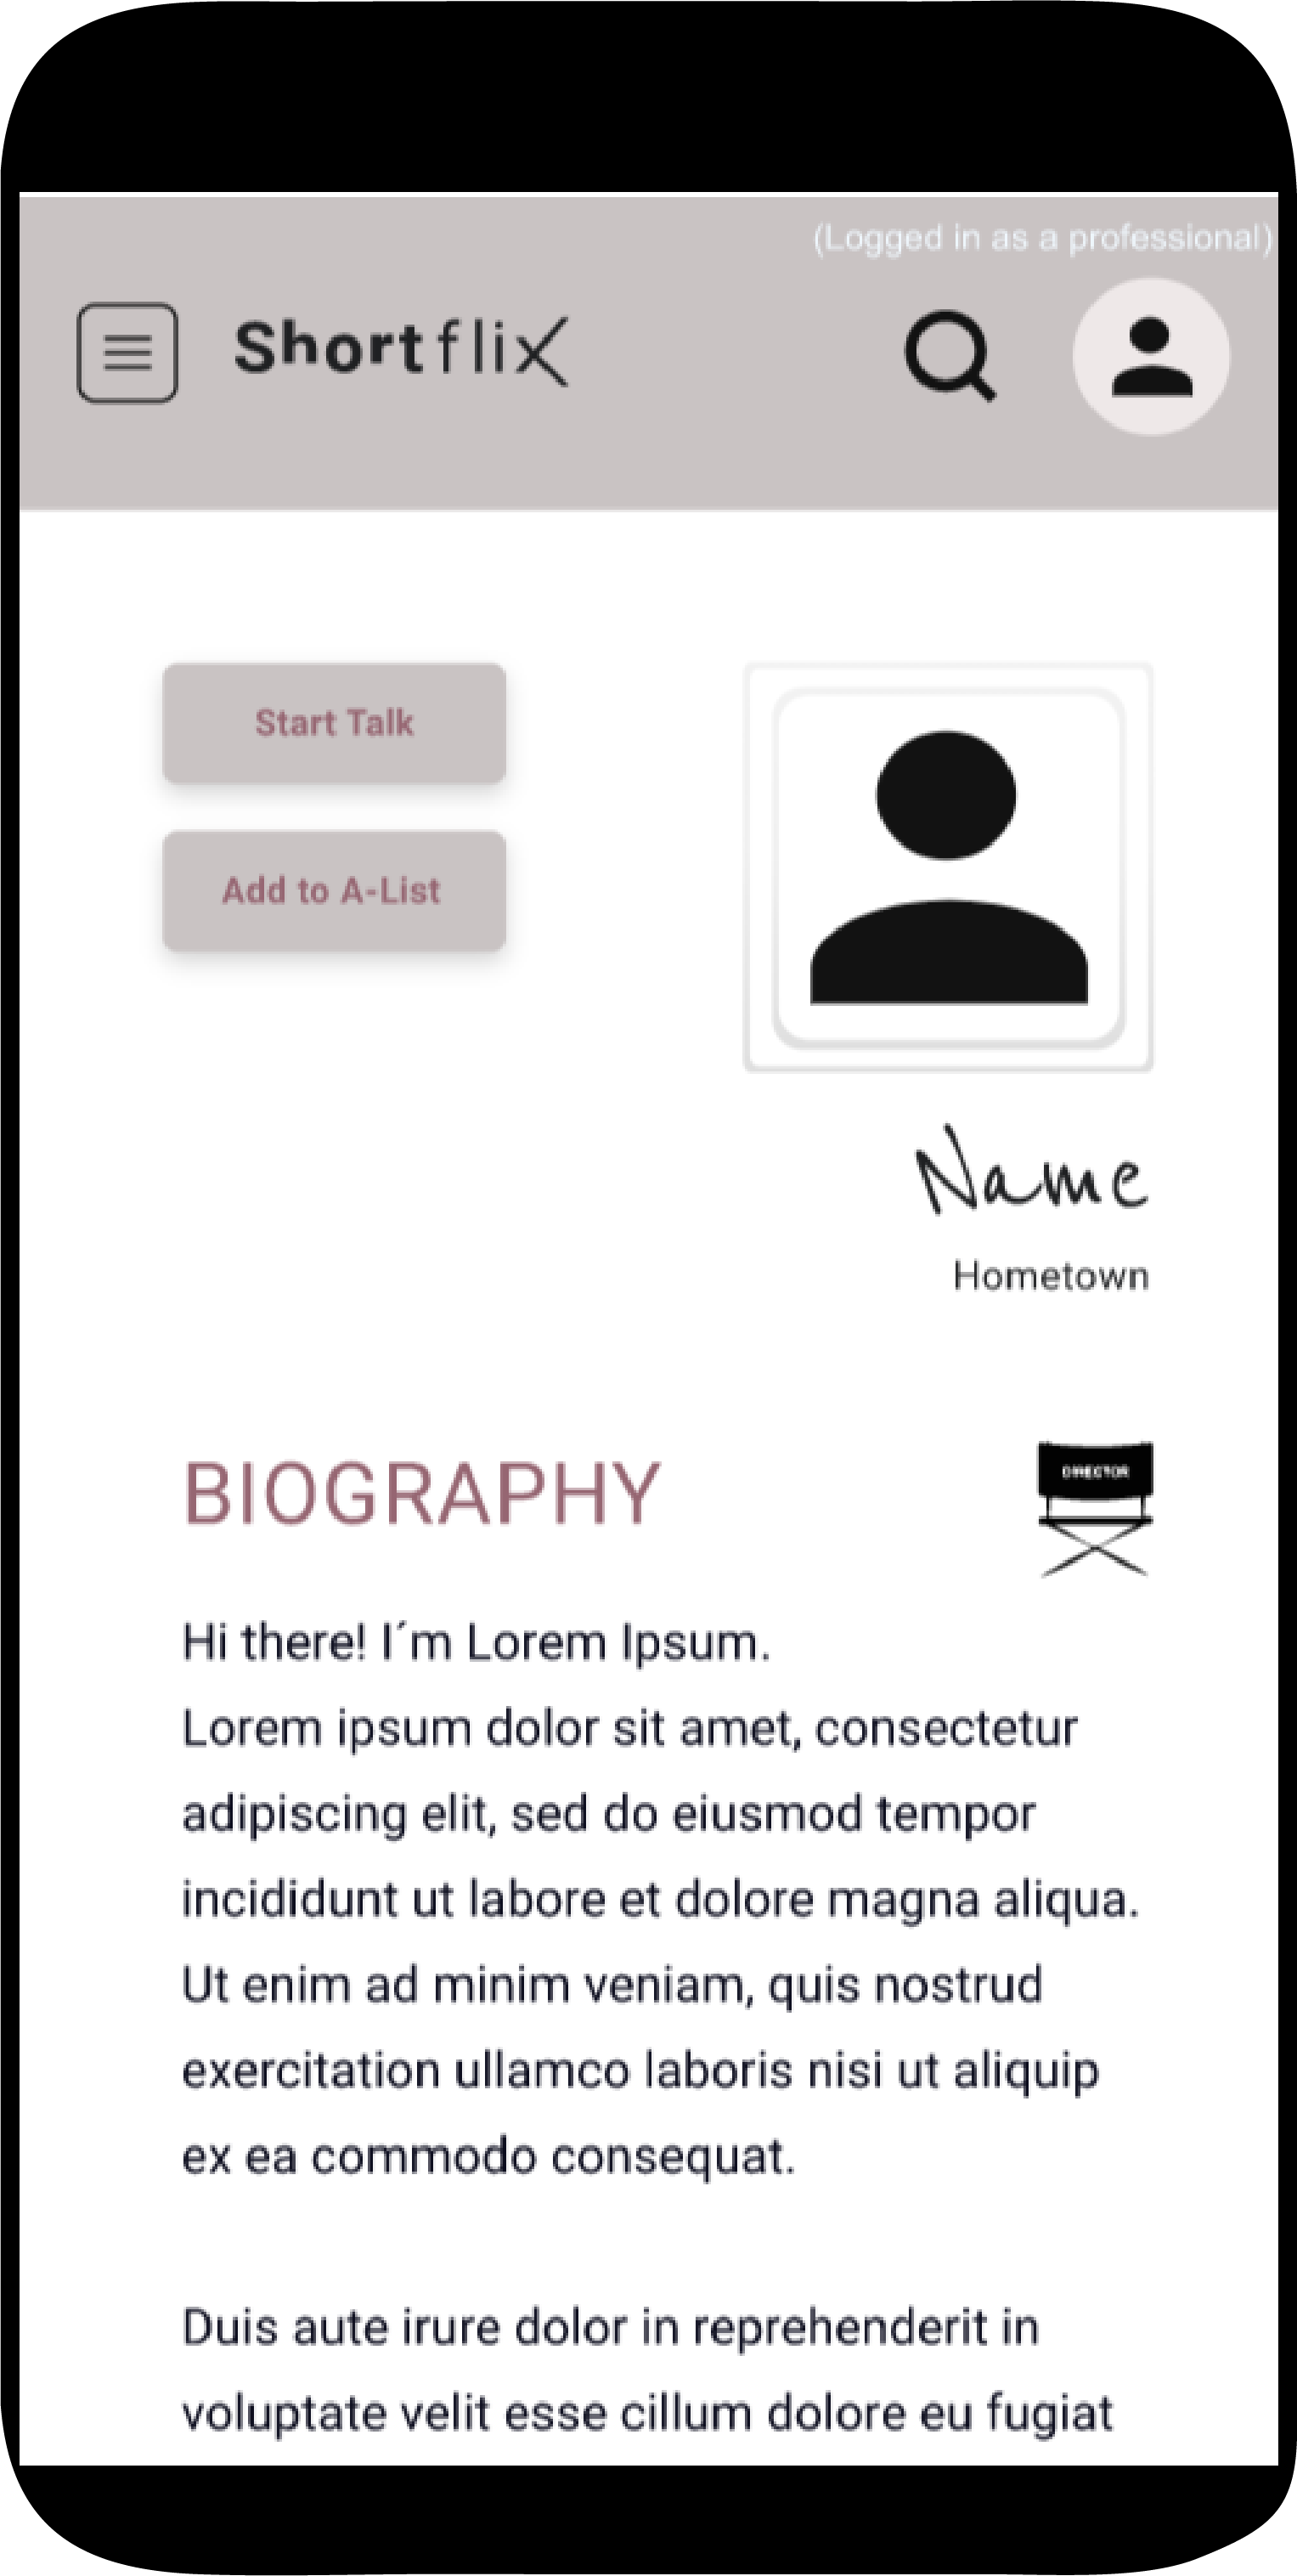 (Logged in as a professional)
Shortflix
Start Talk
Add to A-List
Name
Hometown
BIOGRAPHY
DIRECTOR
Hi there! I´m Lorem Ipsum.
Lorem ipsum dolor sit amet, consectetur
adipiscing elit, sed do eiusmod tempor
incididunt ut labore et dolore magna aliqua.
Ut enim ad minim veniam, quis nostrud
exercitation ullamco laboris nisi ut aliquip
ex ea commodo consequat.
Duis aute irure dolor in reprehenderit in
voluptate velit esse cillum dolore eu fugiat